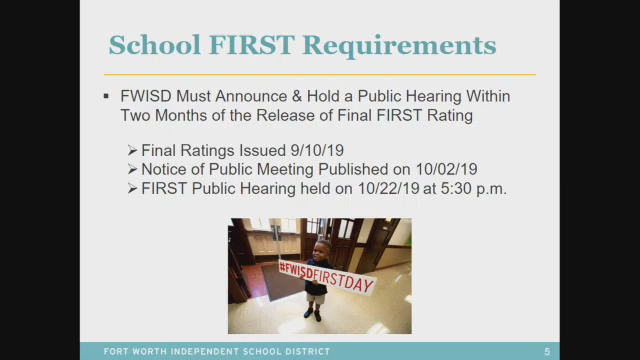 School FIRST Requirements
▪ FWISD Must Announce & Hold a Public Hearing Within
Two Months of the Release of Final FIRST Rating
➢Final Ratings Issued 9/10/19
➢Notice of Public Meeting Published on 10/02/19
➢FIRST Public Hearing held on 10/22/19 at 5:30 p.m.
#FWISDFIRSTDAY
FORT WORTH INDEPENDENT SCHOOL DISTRICT 5